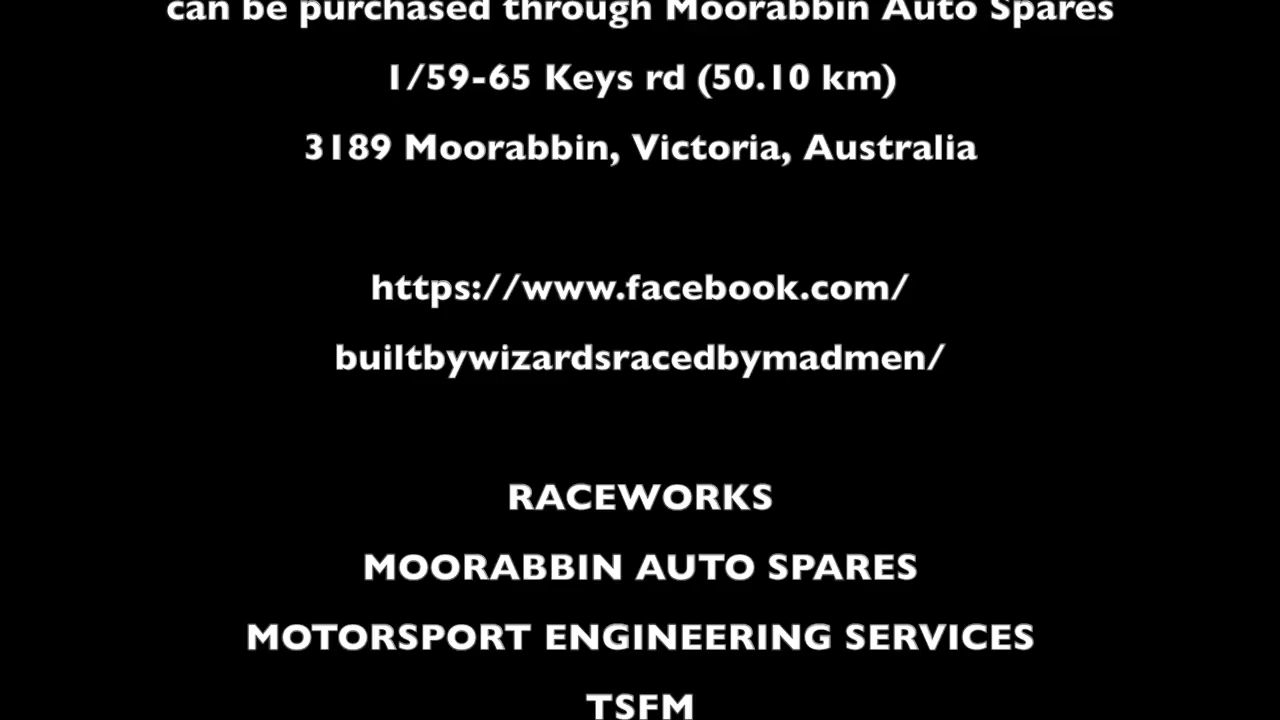 can be purchased through Moorabbin Auto Spares
1/59-65 Keys rd (50.10 km)
3189 Moorabbin, Victoria, Australia
https://www.facebook.com/
builtbywizardsracedbymadmen/
RACEWORKS
MOORABBIN AUTO SPARES
MOTORSPORT ENGINEERING SERVICES
TSFM